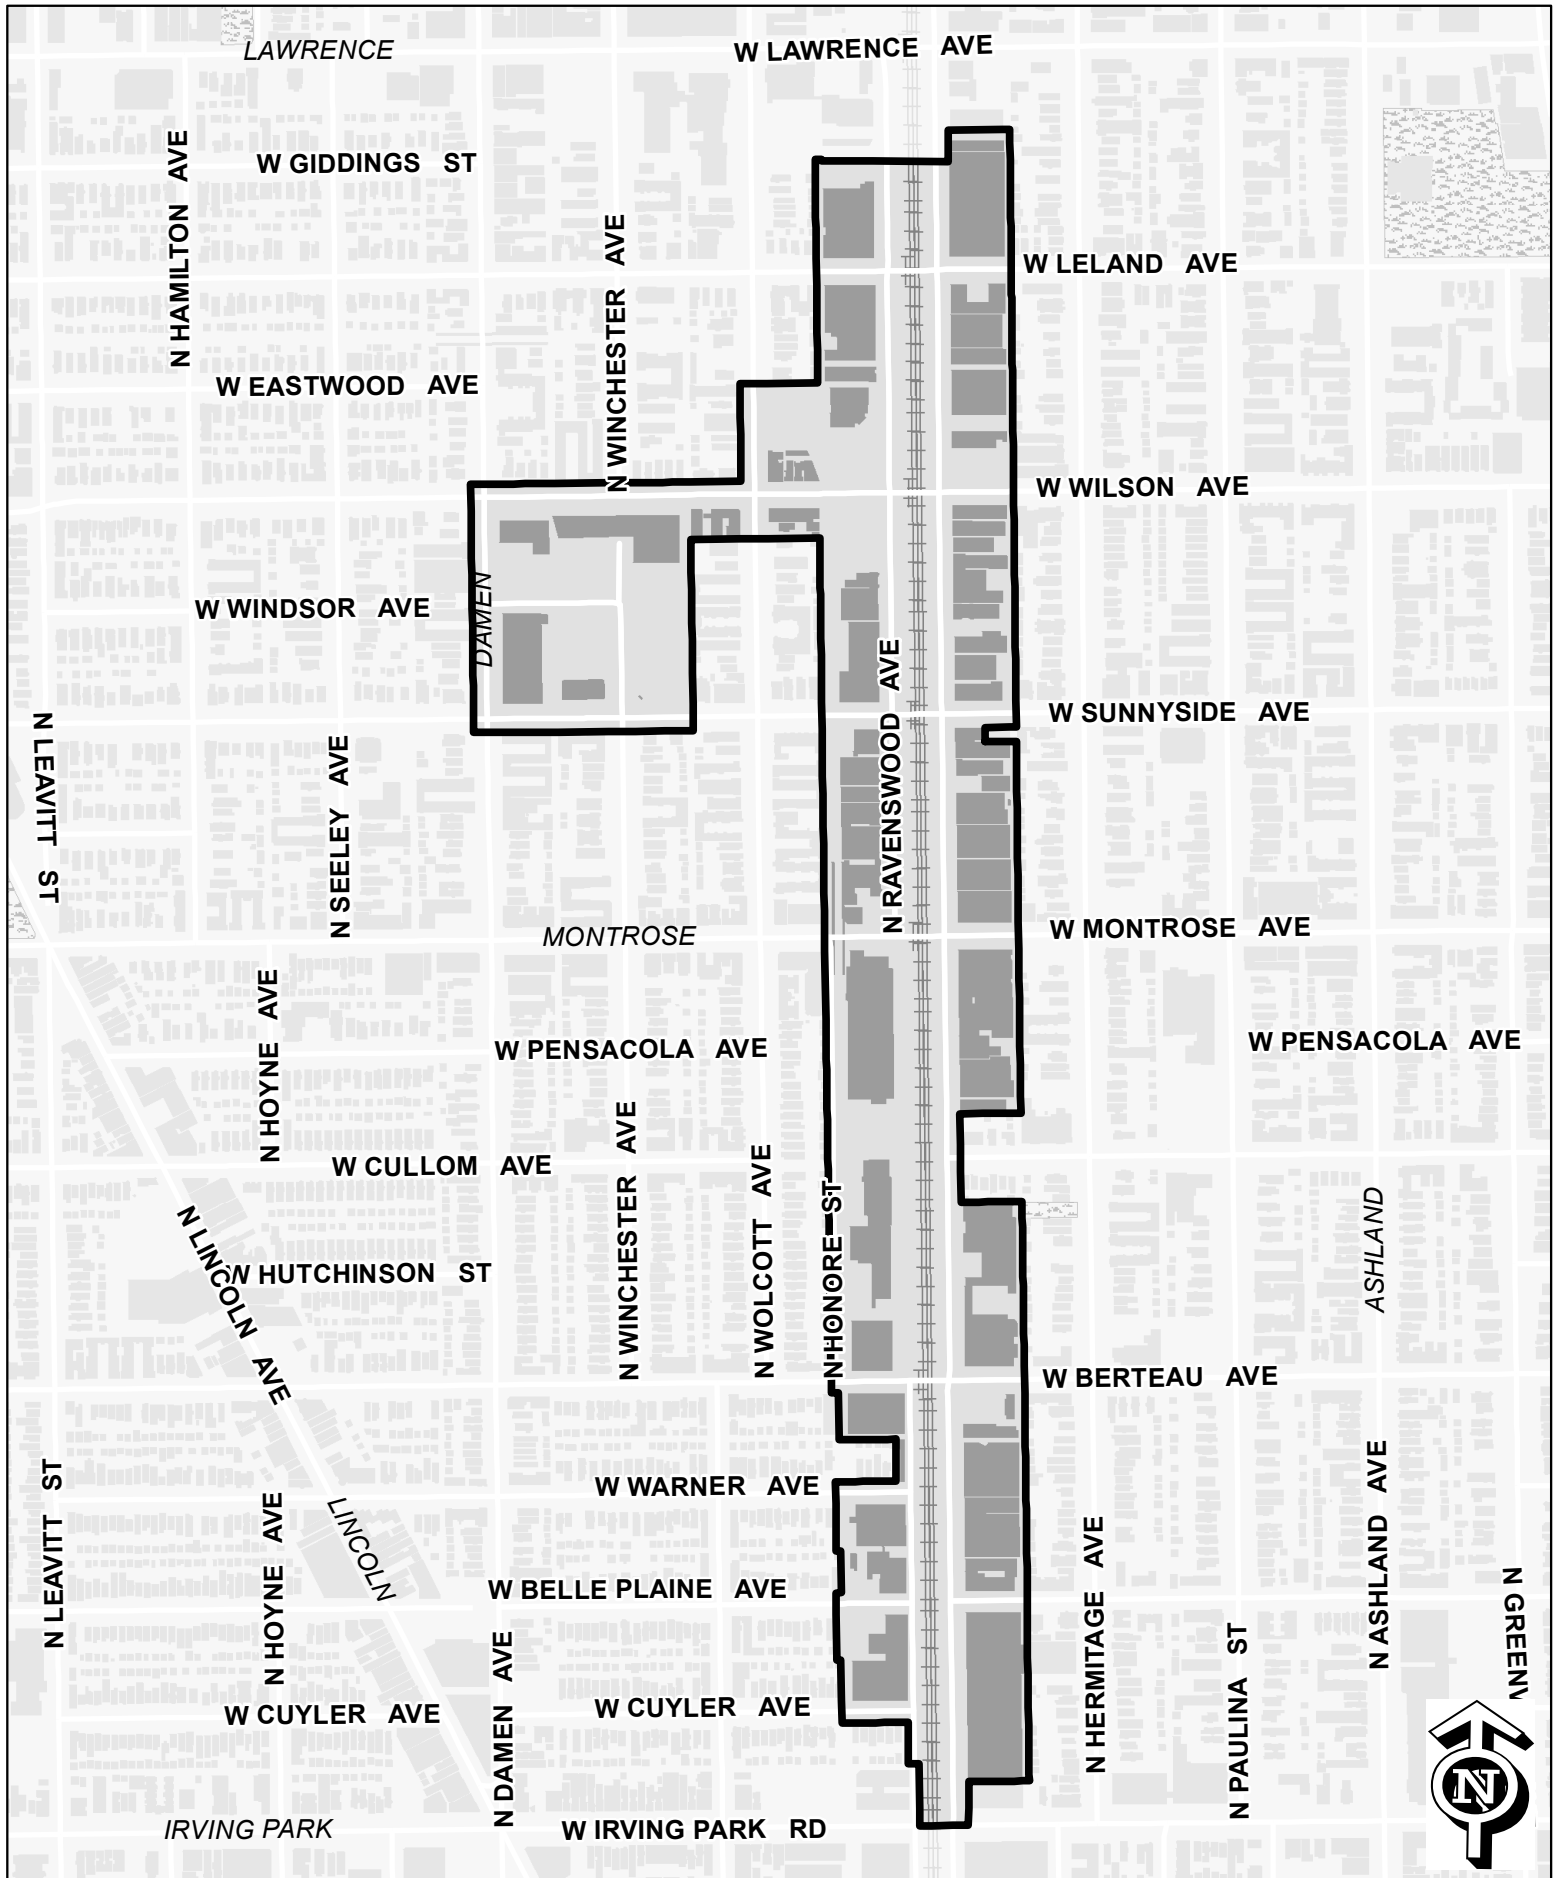 LAWRENCE
W LAWRENCE AVE
N HAMILTON AVE
W GIDDINGS ST
N WINCHESTER AVE
W LELAND AVE
W EASTWOOD AVE
W WILSON AVE
DAMEN
W WINDSOR AVE
N RAVENSWOOD AVE
W SUNNYSIDE AVE
N LEAVITT ST
N SEELEY AVE
MONTROSE
W MONTROSE AVE
N HOYNE AVE
W PENSACOLA AVE
W PENSACOLA AVE
N WINCHESTER AVE
N WOLCOTT AVE
W CULLOM AVE
N HONORE ST
ASHLAND
N LINCOLN AVE
W HUTCHINSON ST
W BERTEAU AVE
N LEAVITT ST
W WARNER AVE
N HOYNE AVE
LINCOLN
N ASHLAND AVE
N HERMITAGE AVE
W BELLE PLAINE AVE
N GREENV
N DAMEN AVE
N PAULINA ST
W CUYLER AVE
W CUYLER AVE
IRVING PARK
W IRVING PARK RD
N